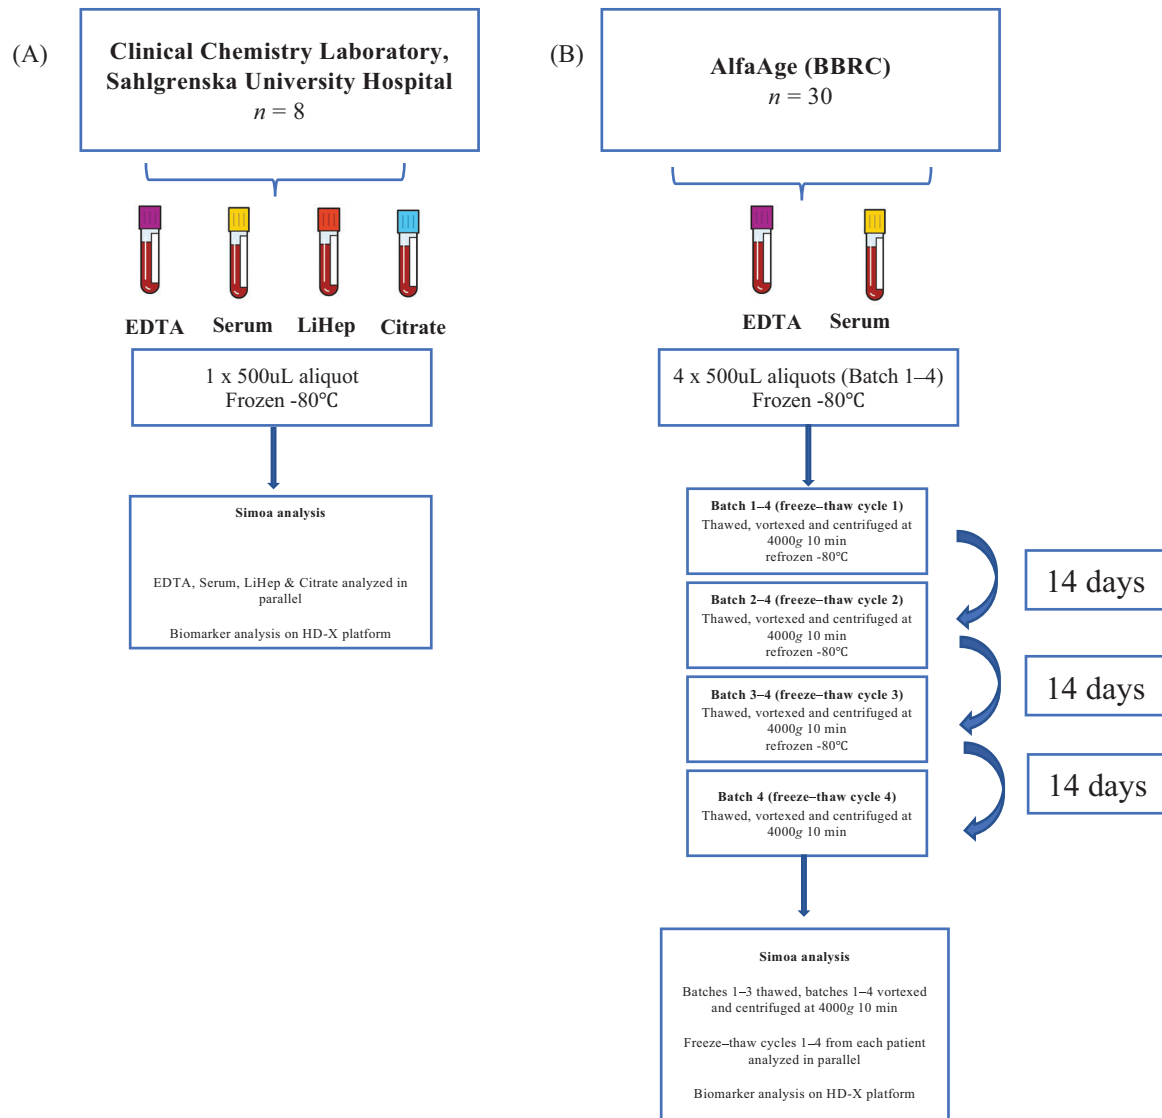 (A)
Clinical Chemistry Laboratory,
Sahlgrenska University Hospital
n = 8
EDTA
Serum
LiHep
Citrate
1 x 500uL aliquot
Frozen -80℃
Simoa analysis
EDTA, Serum, LiHep & Citrate analyzed in
parallel
Biomarker analysis on HD-X platform
(B)
AlfaAge (BBRC)
n = 30
EDTA
Serum
4 x 500uL aliquots (Batch 1–4)
Frozen -80℃
Batch 1–4 (freeze–thaw cycle 1)
Thawed, vortexed and centrifuged at
4000g 10 min
refrozen -80℃
14 days
Batch 2–4 (freeze–thaw cycle 2)
Thawed, vortexed and centrifuged at
4000g 10 min
refrozen -80℃
14 days
Batch 3–4 (freeze–thaw cycle 3)
Thawed, vortexed and centrifuged at
4000g 10 min
refrozen -80℃
14 days
Batch 4 (freeze–thaw cycle 4)
Thawed, vortexed and centrifuged at
4000g 10 min
Simoa analysis
Batches 1–3 thawed, batches 1–4 vortexed
and centrifuged at 4000g 10 min
Freeze–thaw cycles 1–4 from each patient
analyzed in parallel
Biomarker analysis on HD-X platform